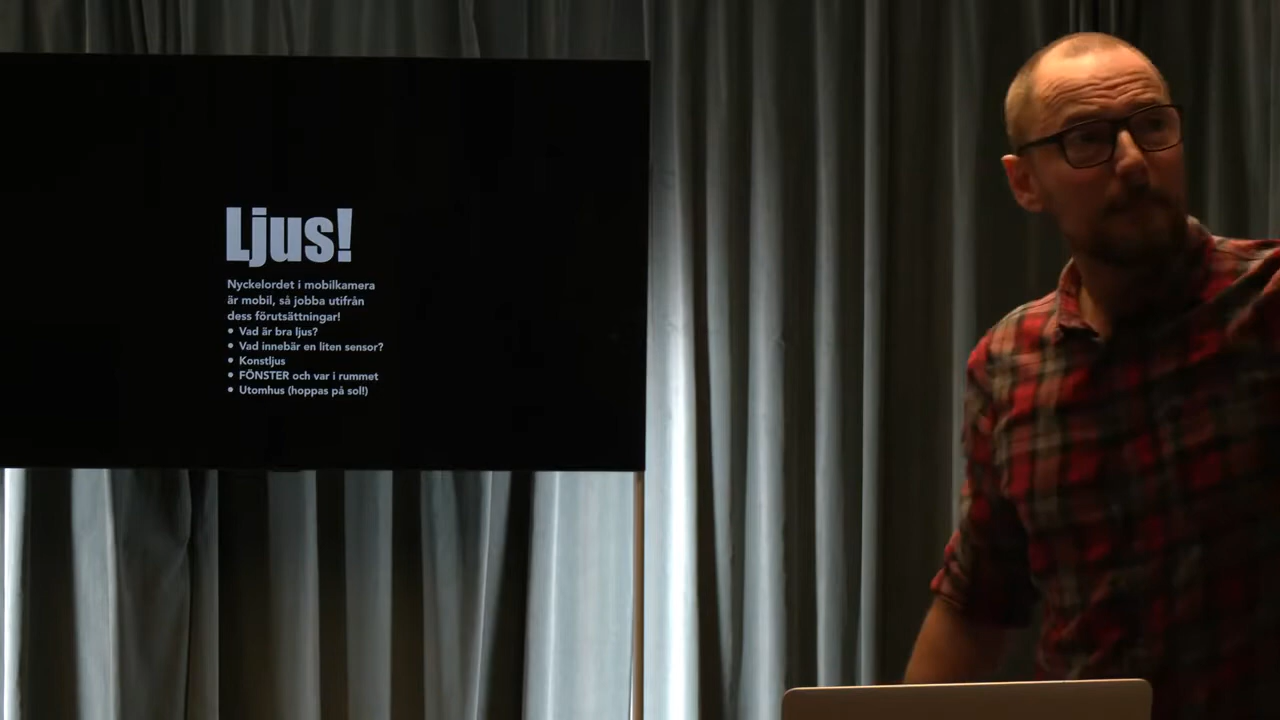 Ljus!
Nyckelordet i mobilkamera
är mobil, så jobba utifrån
dess förutsättningar!
• Vad är bra ljus?
• Vad innebär en liten sensor?
• Konstljus
• FÖNSTER och var i rummet
• Utomhus (hoppas på sol!)